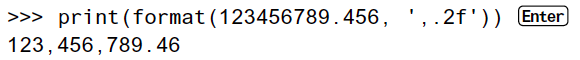 >>> print(format(123456789.456, ',.2f')) Enter
123,456,789.46